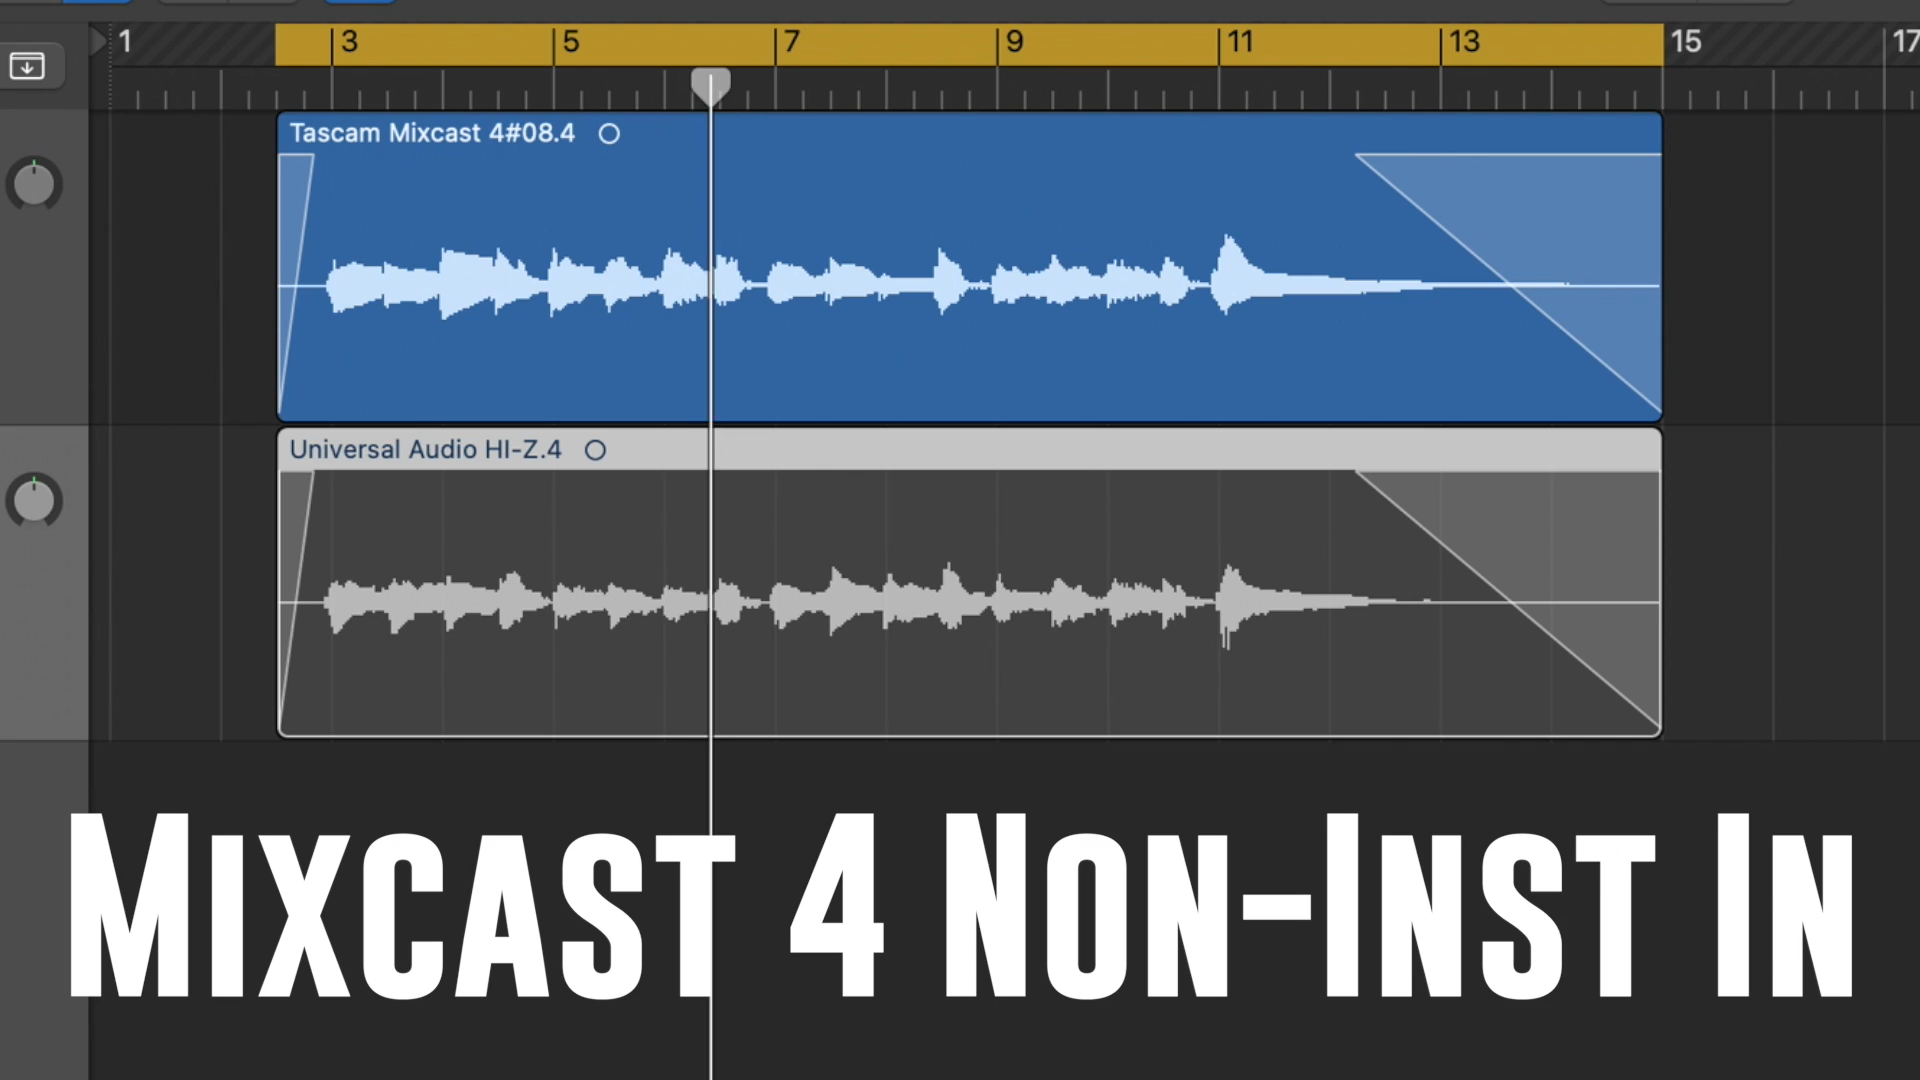 1 3 5 7 9 11 13 15 17
Tascam Mixcast 4#08.4
Universal Audio HI-Z.4
MIXCAST 4 NON-INST IN